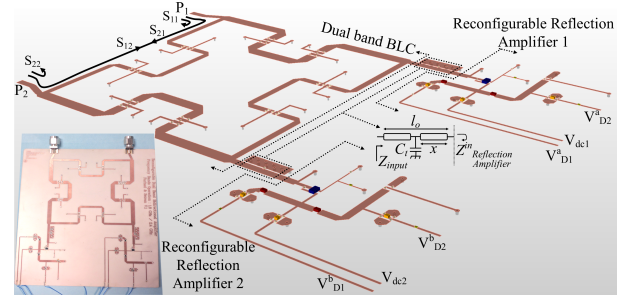 P1
S11
S21
S12
S22
P2
Dual band BLC
Reconfigurable Reflection
Amplifier 1
lo
Ct
x
Zinput
Zin Reflection
Amplifier
VaD2
Vdc1
VaD1
Reconfigurable
Reflection
Amplifier 2
VbD2
Vdc2
VbD1